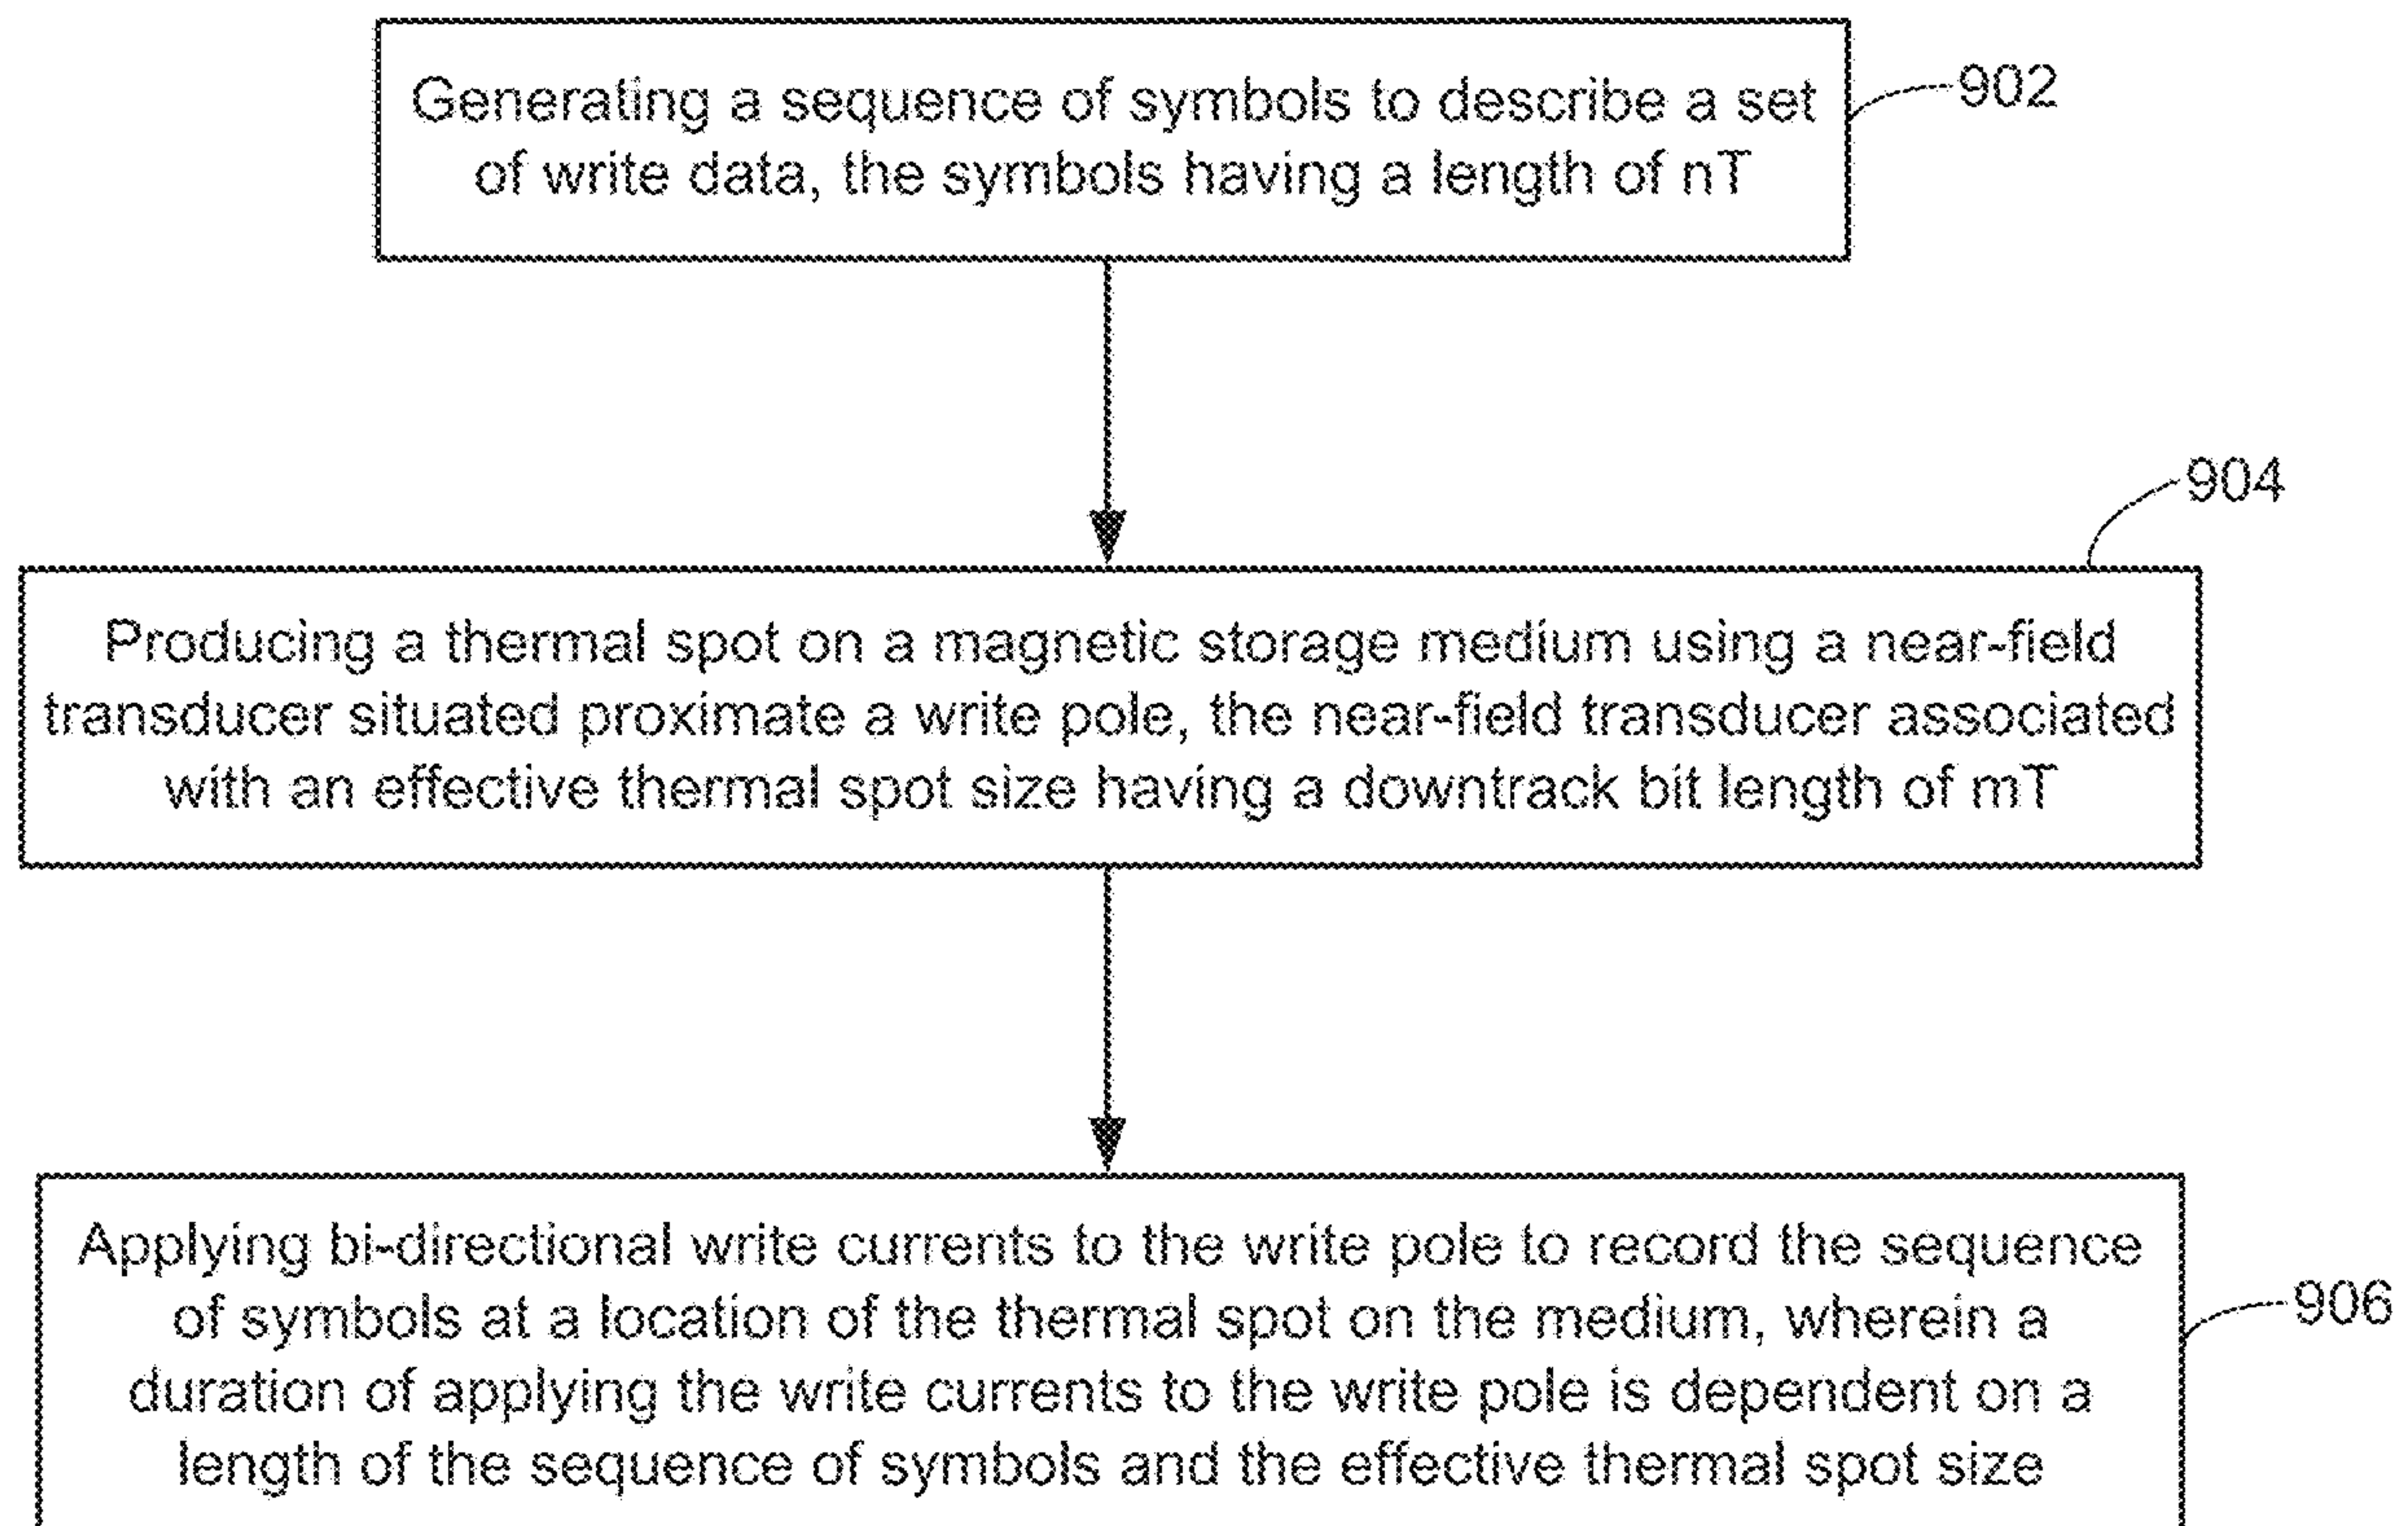 Generating a sequence of symbols to describe a set
of write data, the symbols having a length of nT
902
904
Producing a thermal spot on a magnetic storage medium using a near-field
transducer situated proximate a write pole, the near-field transducer associated
with an effective thermal spot size having a downtrack bit length of mT
Applying bi-directional write currents to the write pole to record the sequence
of symbols at a location of the thermal spot on the medium, wherein a
duration of applying the write currents to the write pole is dependent on a
length of the sequence of symbols and the effective thermal spot size
906